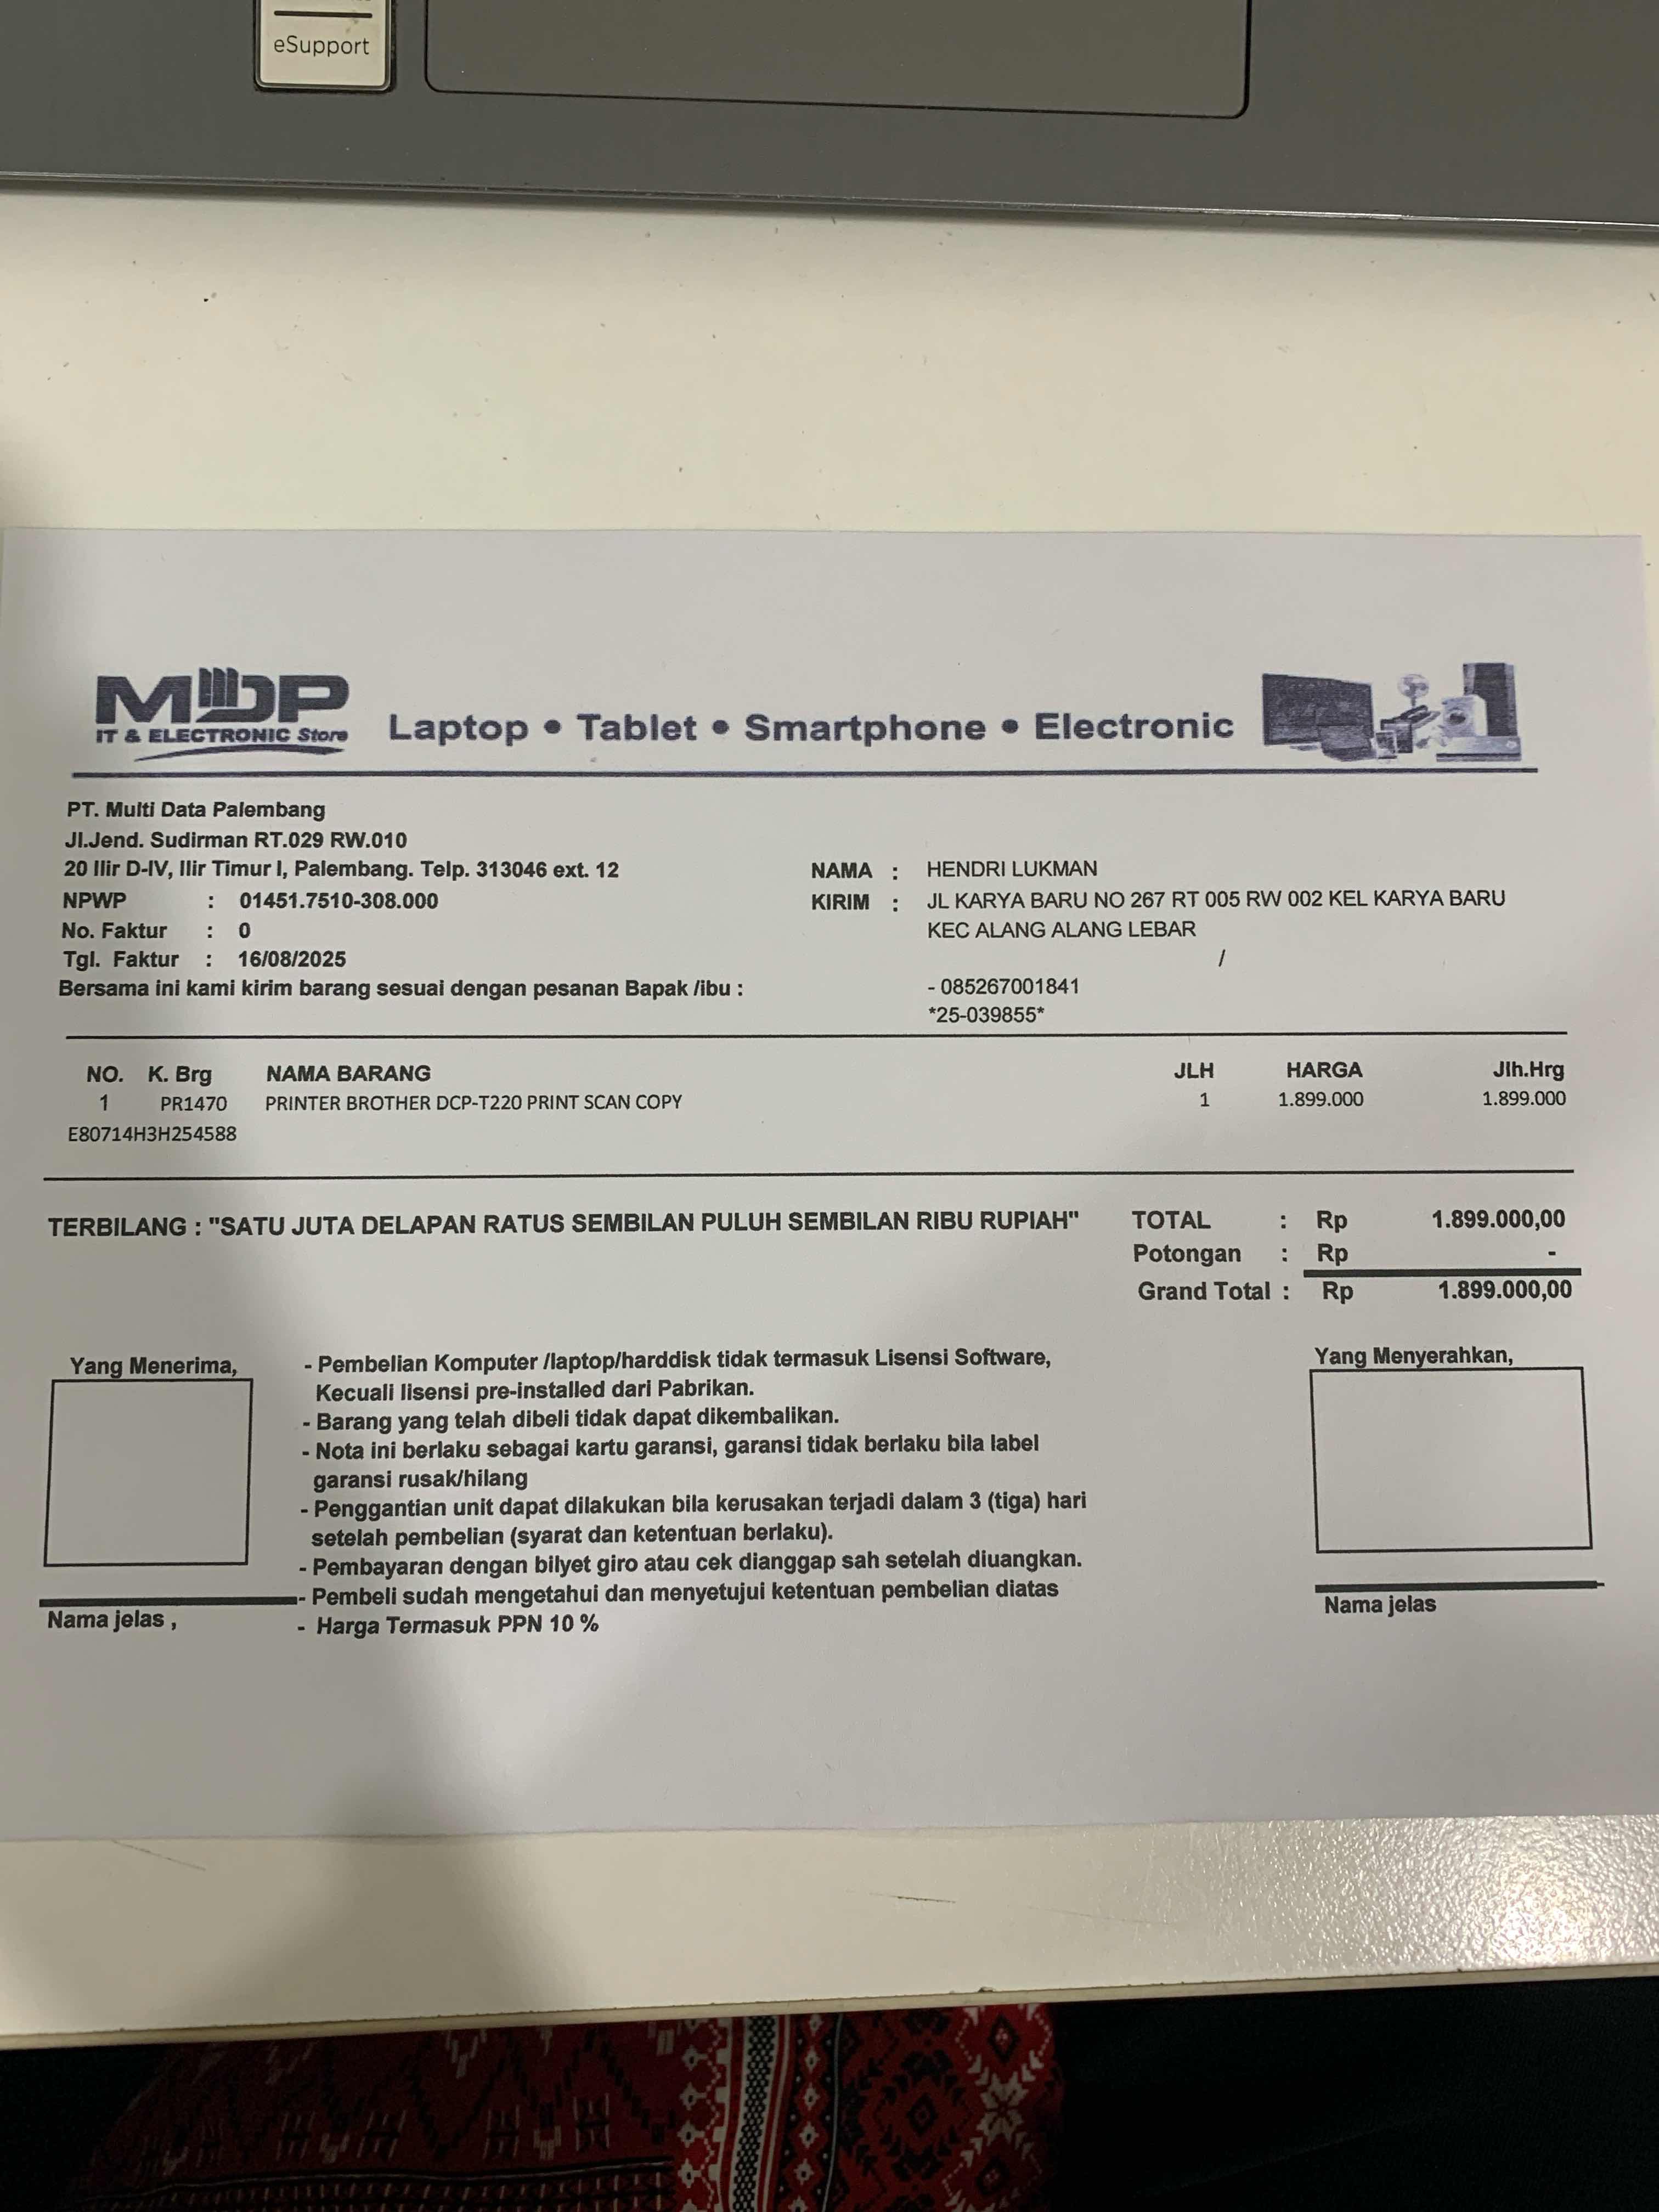 eSupport
MDP
IT & ELECTRONIC Store
Laptop • Tablet • Smartphone • Electronic
PT. Multi Data Palembang
Jl.Jend. Sudirman RT.029 RW.010
20 Ilir D-IV, Ilir Timur I, Palembang. Telp. 313046 ext. 12
NPWP : 01451.7510-308.000
No. Faktur : 0
Tgl. Faktur : 16/08/2025
Bersama ini kami kirim barang sesuai dengan pesanan Bapak /ibu :
NAMA : HENDRI LUKMAN
KIRIM : JL KARYA BARU NO 267 RT 005 RW 002 KEL KARYA BARU
KEC ALANG ALANG LEBAR
/
- 085267001841
*25-039855*
NO. K. Brg NAMA BARANG JLH HARGA Jlh.Hrg
1 PR1470 PRINTER BROTHER DCP-T220 PRINT SCAN COPY 1 1.899.000 1.899.000
E80714H3H254588
TERBILANG : "SATU JUTA DELAPAN RATUS SEMBILAN PULUH SEMBILAN RIBU RUPIAH"
TOTAL : Rp 1.899.000,00
Potongan : Rp -
Grand Total : Rp 1.899.000,00
Yang Menerima,
- Pembelian Komputer /laptop/harddisk tidak termasuk Lisensi Software,
Kecuali lisensi pre-installed dari Pabrikan.
- Barang yang telah dibeli tidak dapat dikembalikan.
- Nota ini berlaku sebagai kartu garansi, garansi tidak berlaku bila label
garansi rusak/hilang
- Penggantian unit dapat dilakukan bila kerusakan terjadi dalam 3 (tiga) hari
setelah pembelian (syarat dan ketentuan berlaku).
- Pembayaran dengan bilyet giro atau cek dianggap sah setelah diuangkan.
- Pembeli sudah mengetahui dan menyetujui ketentuan pembelian diatas
- Harga Termasuk PPN 10 %
Nama jelas ,
Yang Menyerahkan,
Nama jelas